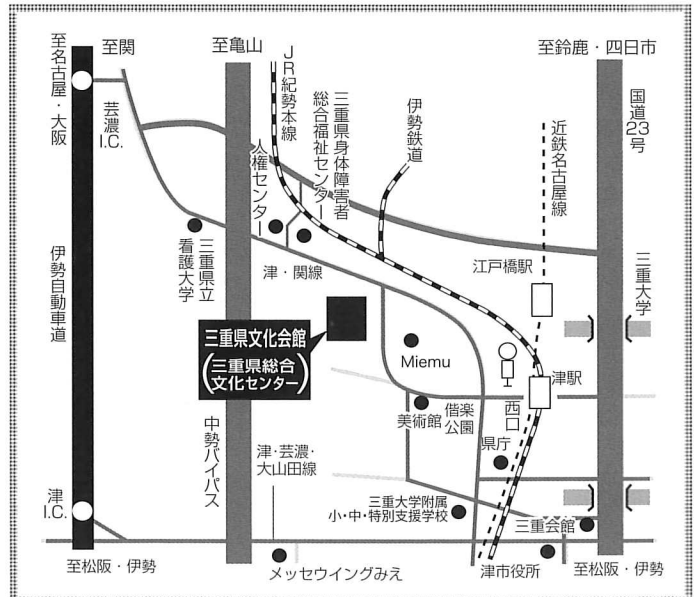 至名古屋・大阪
至関
至亀山
JR紀勢本線
三重県身体障害者
総合福祉センター
伊勢鉄道
至鈴鹿・四日市
国道23号
近鉄名古屋線
芸濃
I.C.
人権センター
三重県立
看護大学
津・関線
江戸橋駅
三重大学
伊勢自動車道
三重県文化会館
(三重県総合
文化センター)
Miemu
津駅
西口
美術館
偕楽
公園
県庁
中勢バイパス
津・芸濃・
大山田線
津
I.C.
三重大学附属
小・中・特別支援学校
三重会館
至松阪・伊勢
メッセウイングみえ
津市役所
至松阪・伊勢